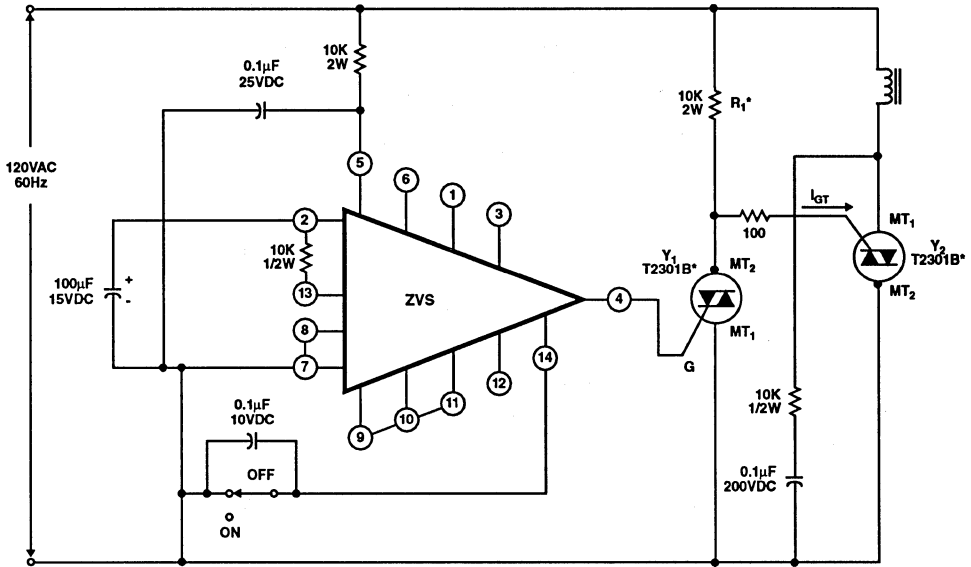 10K
2W
0.1μF
25VDC
10K
2W
R1*
120VAC
60Hz
5
6
1
3
2
10K
1/2W
13
8
7
100μF
15VDC
+
-
ZVS
4
14
12
11
10
9
Y1
T2301B*
MT2
MT1
G
100
IGT
MT1
Y2
T2301B*
MT2
0.1μF
10VDC
OFF
ON
10K
1/2W
0.1μF
200VDC